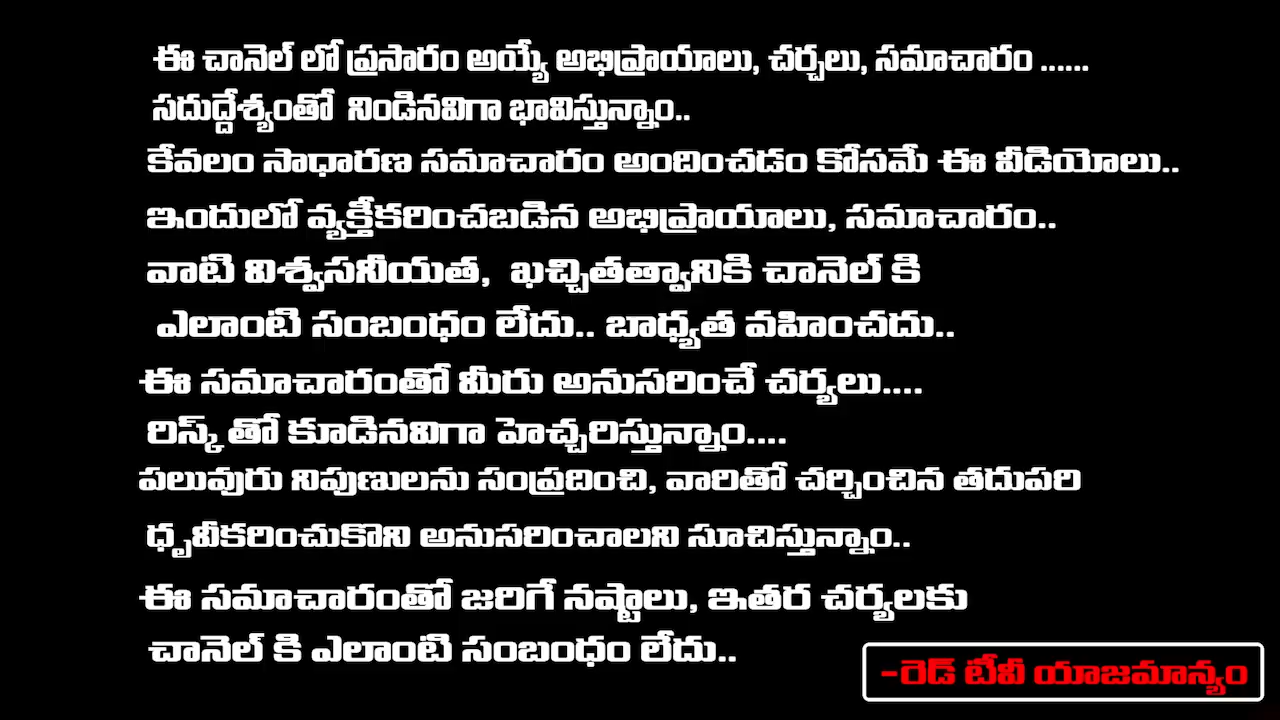 ఈ చానెల్ లో ప్రసారం అయ్యే అభిప్రాయాలు, చర్చలు, సమాచారం ......
సదుద్దేశ్యంతో నిండినవిగా భావిస్తున్నాం..
కేవలం సాధారణ సమాచారం అందించడం కోసమే ఈ వీడియోలు..
ఇందులో వ్యక్తీకరించబడిన అభిప్రాయాలు, సమాచారం..
వాటి విశ్వసనీయత, ఖచ్చితత్వానికి చానెల్ కి
ఎలాంటి సంబంధం లేదు.. బాధ్యత వహించదు..
ఈ సమాచారంతో మీరు అనుసరించే చర్యలు....
రిస్క్ తో కూడినవిగా హెచ్చరిస్తున్నాం....
పలువురు నిపుణులను సంప్రదించి, వారితో చర్చించిన తదుపరి
ధృవీకరించుకొని అనుసరించాలని సూచిస్తున్నాం..
ఈ సమాచారంతో జరిగే నష్టాలు, ఇతర చర్యలకు
చానెల్ కి ఎలాంటి సంబంధం లేదు..
-రెడ్ టీవీ యాజమాన్యం